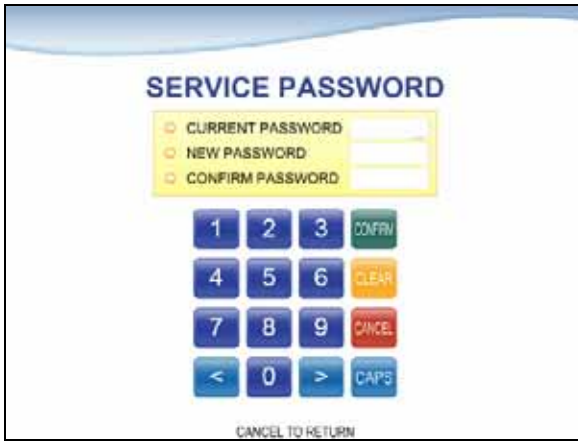 SERVICE PASSWORD
CURRENT PASSWORD
NEW PASSWORD
CONFIRM PASSWORD
1 2 3 CONFIRM
4 5 6 CLEAR
7 8 9 CANCEL
< 0 > CAPS
CANCEL TO RETURN